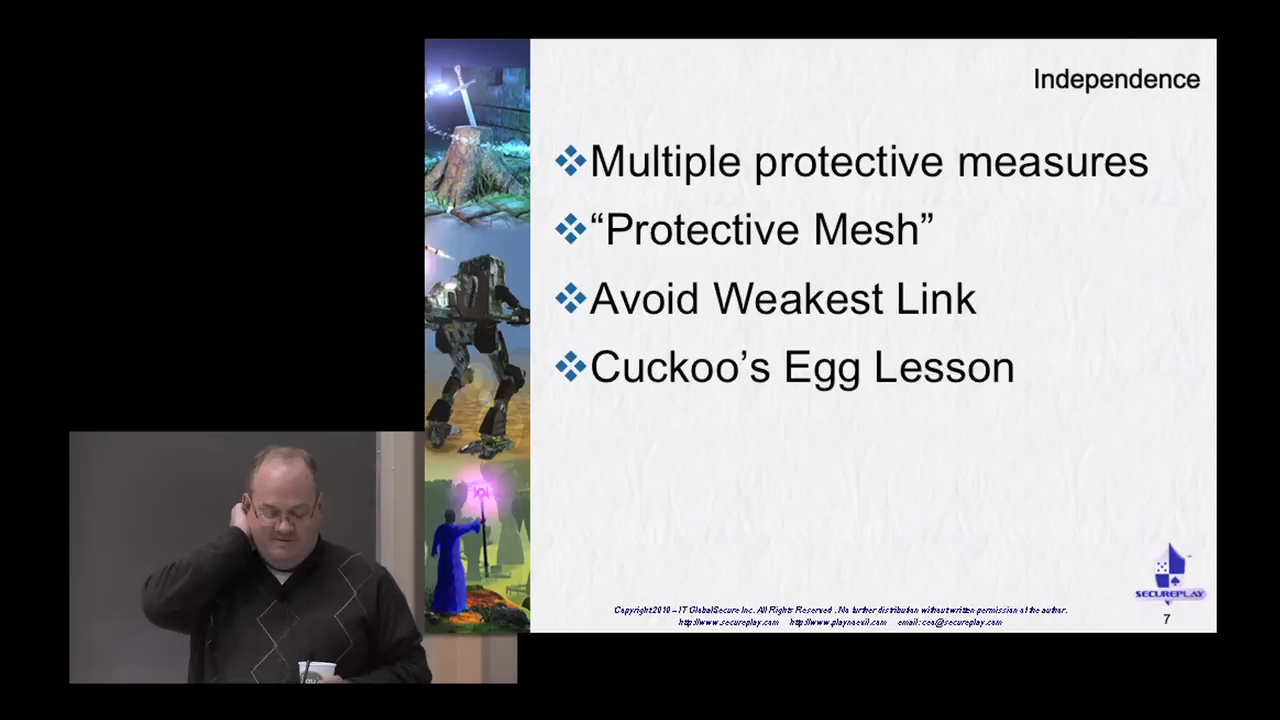 Independence
❖Multiple protective measures
❖“Protective Mesh”
❖Avoid Weakest Link
❖Cuckoo’s Egg Lesson
SECUREPLAY
Copyright 2010 – IT GlobalSecure Inc. All Rights Reserved. No further distribution without written permission of the author.
http://www.secureplay.com http://www.playnoevil.com email: ceo@secureplay.com
7